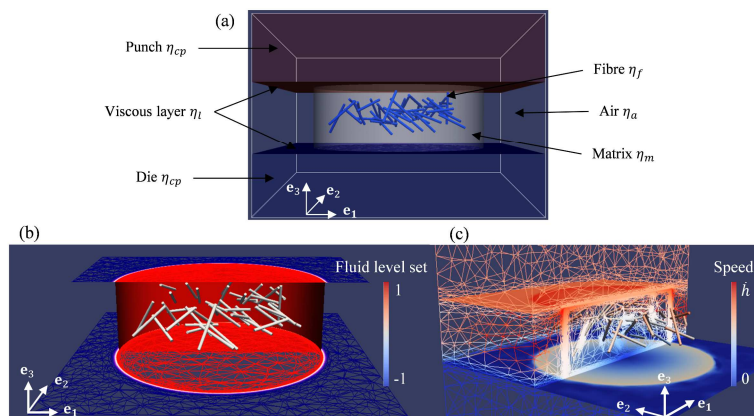 (a)
Punch η_cp
Fibre η_f
Viscous layer η_l
Air η_a
Matrix η_m
Die η_cp
e_3
e_2
e_1
(b)
Fluid level set
1
-1
e_3
e_2
e_1
(c)
Speed
ḣ
0
e_3
e_2
e_1